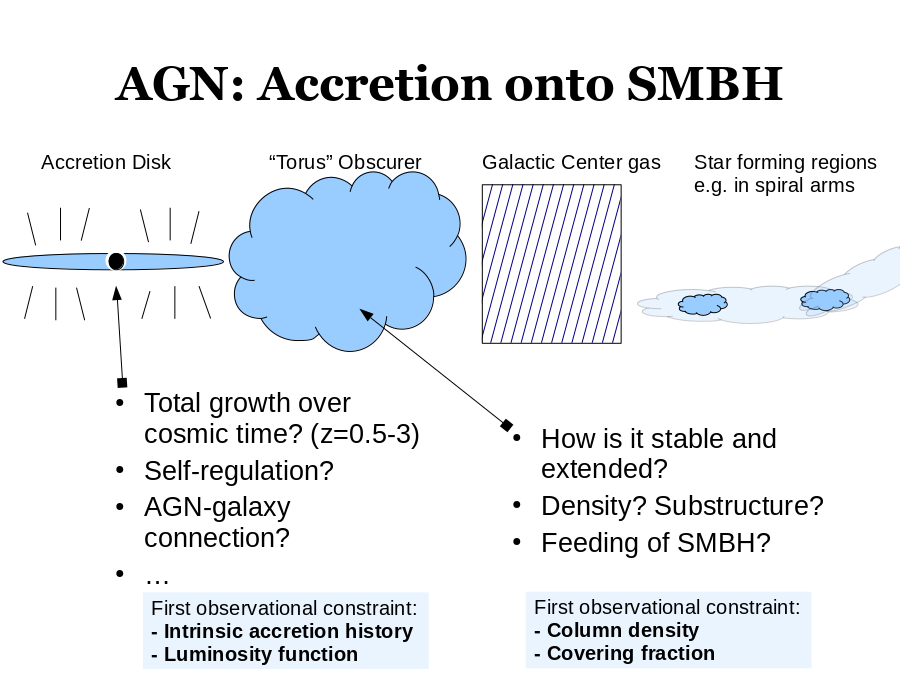 AGN: Accretion onto SMBH
Accretion Disk
“Torus” Obscurer
Galactic Center gas
Star forming regions
e.g. in spiral arms
• Total growth over
cosmic time? (z=0.5-3)
• Self-regulation?
• AGN-galaxy
connection?
• …
First observational constraint:
- Intrinsic accretion history
- Luminosity function
• How is it stable and
extended?
• Density? Substructure?
• Feeding of SMBH?
First observational constraint:
- Column density
- Covering fraction